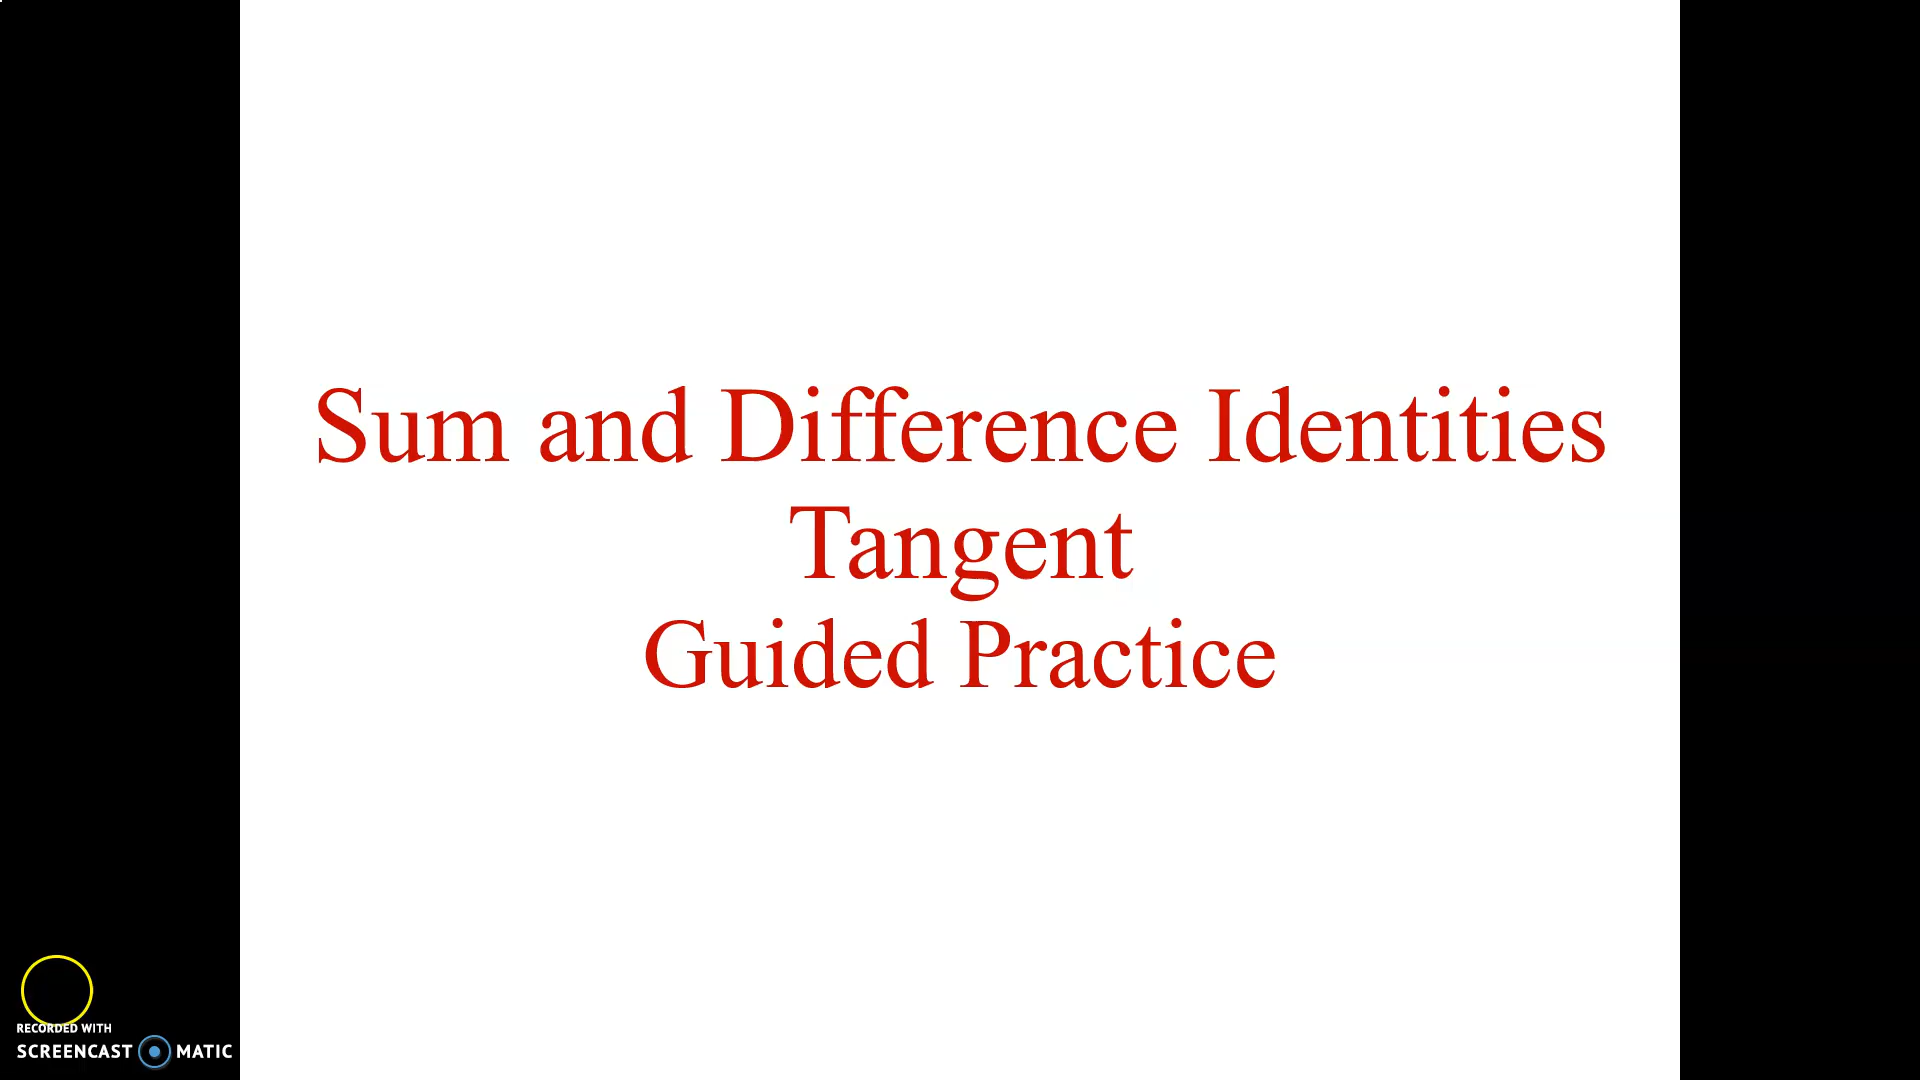 Sum and Difference Identities
Tangent
Guided Practice
RECORDED WITH
SCREENCAST MATIC